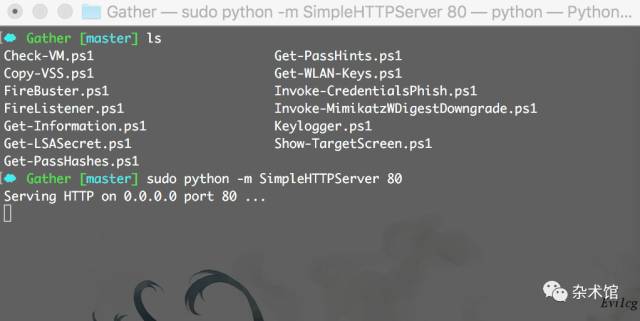 Gather — sudo python -m SimpleHTTPServer 80 — python — Python...
Gather [master] ls
Check-VM.ps1 Get-PassHints.ps1
Copy-VSS.ps1 Get-WLAN-Keys.ps1
FireBuster.ps1 Invoke-CredentialsPhish.ps1
FireListener.ps1 Invoke-MimikatzWDigestDowngrade.ps1
Get-Information.ps1 Keylogger.ps1
Get-LSASecret.ps1 Show-TargetScreen.ps1
Get-PassHashes.ps1
Gather [master] sudo python -m SimpleHTTPServer 80
Serving HTTP on 0.0.0.0 port 80 ...
杂术馆
Evilcg